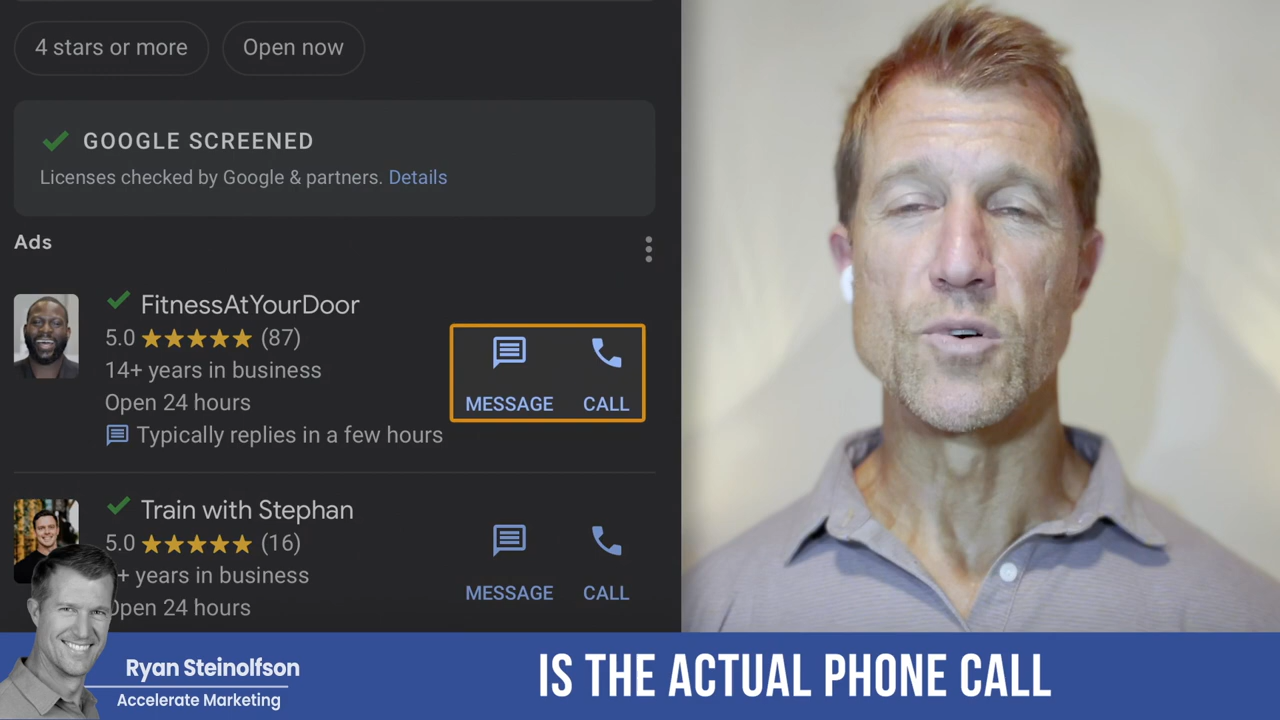 4 stars or more
Open now
GOOGLE SCREENED
Licenses checked by Google & partners. Details
Ads
FitnessAtYourDoor
5.0 (87)
14+ years in business
Open 24 hours
Typically replies in a few hours
MESSAGE
CALL
Train with Stephan
5.0 (16)
+ years in business
Open 24 hours
MESSAGE
CALL
Ryan Steinolfson
Accelerate Marketing
IS THE ACTUAL PHONE CALL